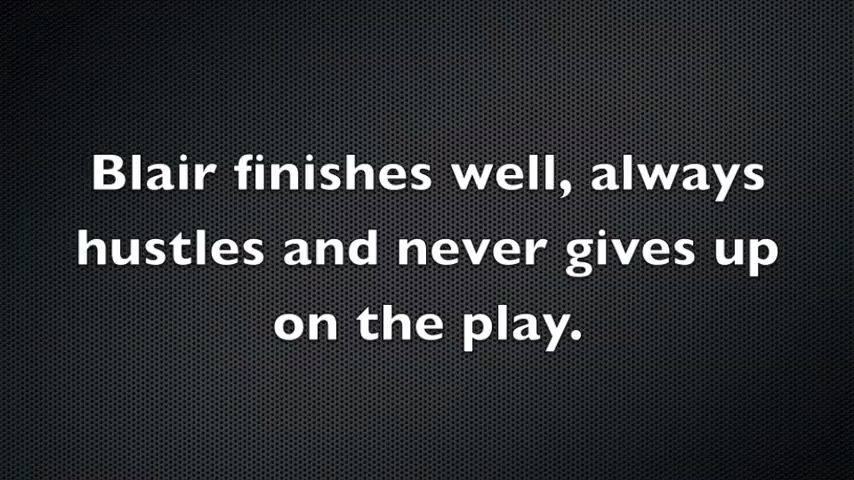 Blair finishes well, always
hustles and never gives up
on the play.